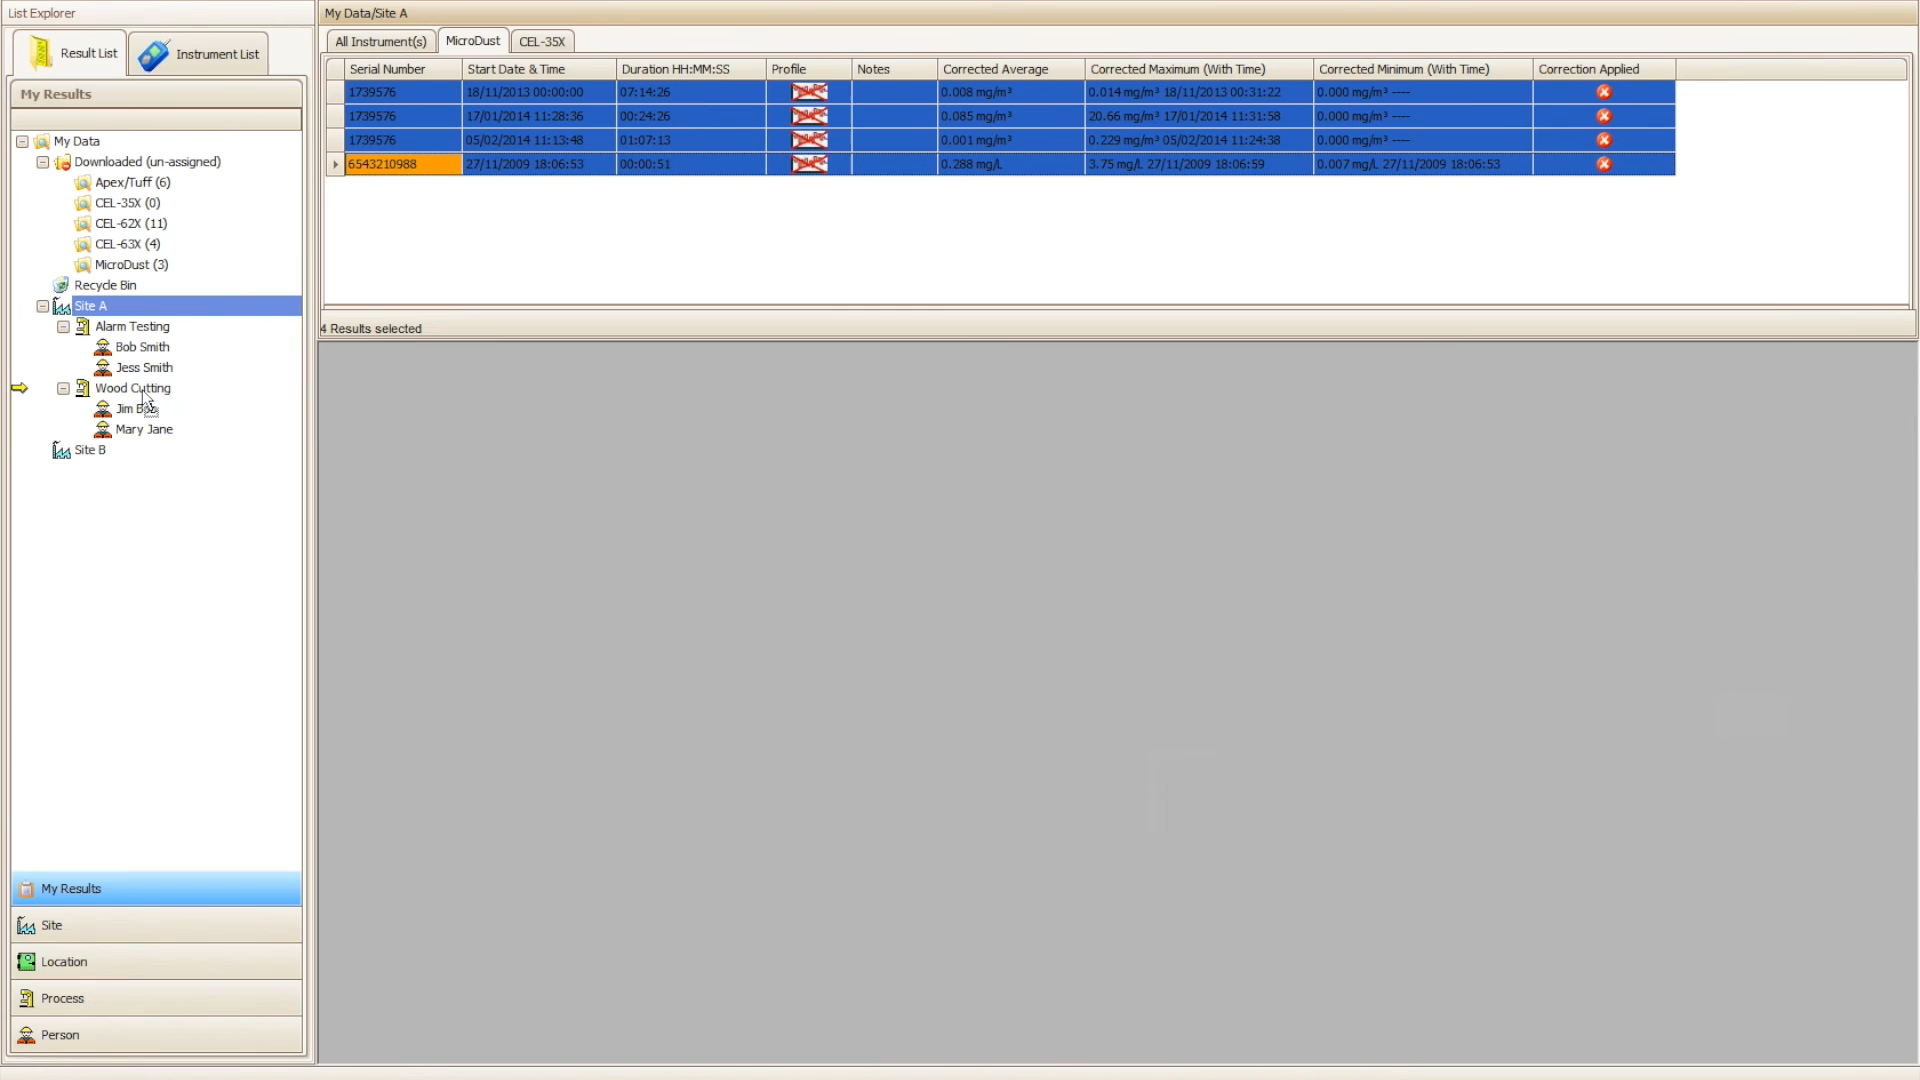 List Explorer
Result List Instrument List
My Results
My Data
Downloaded (un-assigned)
Apex/Tuff (6)
CEL-35X (0)
CEL-62X (11)
CEL-63X (4)
MicroDust (3)
Recycle Bin
Site A
Alarm Testing
Bob Smith
Jess Smith
Wood Cutting
Jim Bob
Mary Jane
Site B
My Results
Site
Location
Process
Person
My Data/Site A
All Instrument(s) MicroDust CEL-35X
Serial Number Start Date & Time Duration HH:MM:SS Profile Notes Corrected Average Corrected Maximum (With Time) Corrected Minimum (With Time) Correction Applied
1739576 18/11/2013 00:00:00 07:14:26 0.008 mg/m³ 0.014 mg/m³ 18/11/2013 00:31:22 0.000 mg/m³ ----
1739576 17/01/2014 11:28:36 00:24:26 0.085 mg/m³ 20.66 mg/m³ 17/01/2014 11:31:58 0.000 mg/m³ ----
1739576 05/02/2014 11:13:48 01:07:13 0.001 mg/m³ 0.229 mg/m³ 05/02/2014 11:24:38 0.000 mg/m³ ----
6543210988 27/11/2009 18:06:53 00:00:51 0.288 mg/L 3.75 mg/L 27/11/2009 18:06:59 0.007 mg/L 27/11/2009 18:06:53
4 Results selected